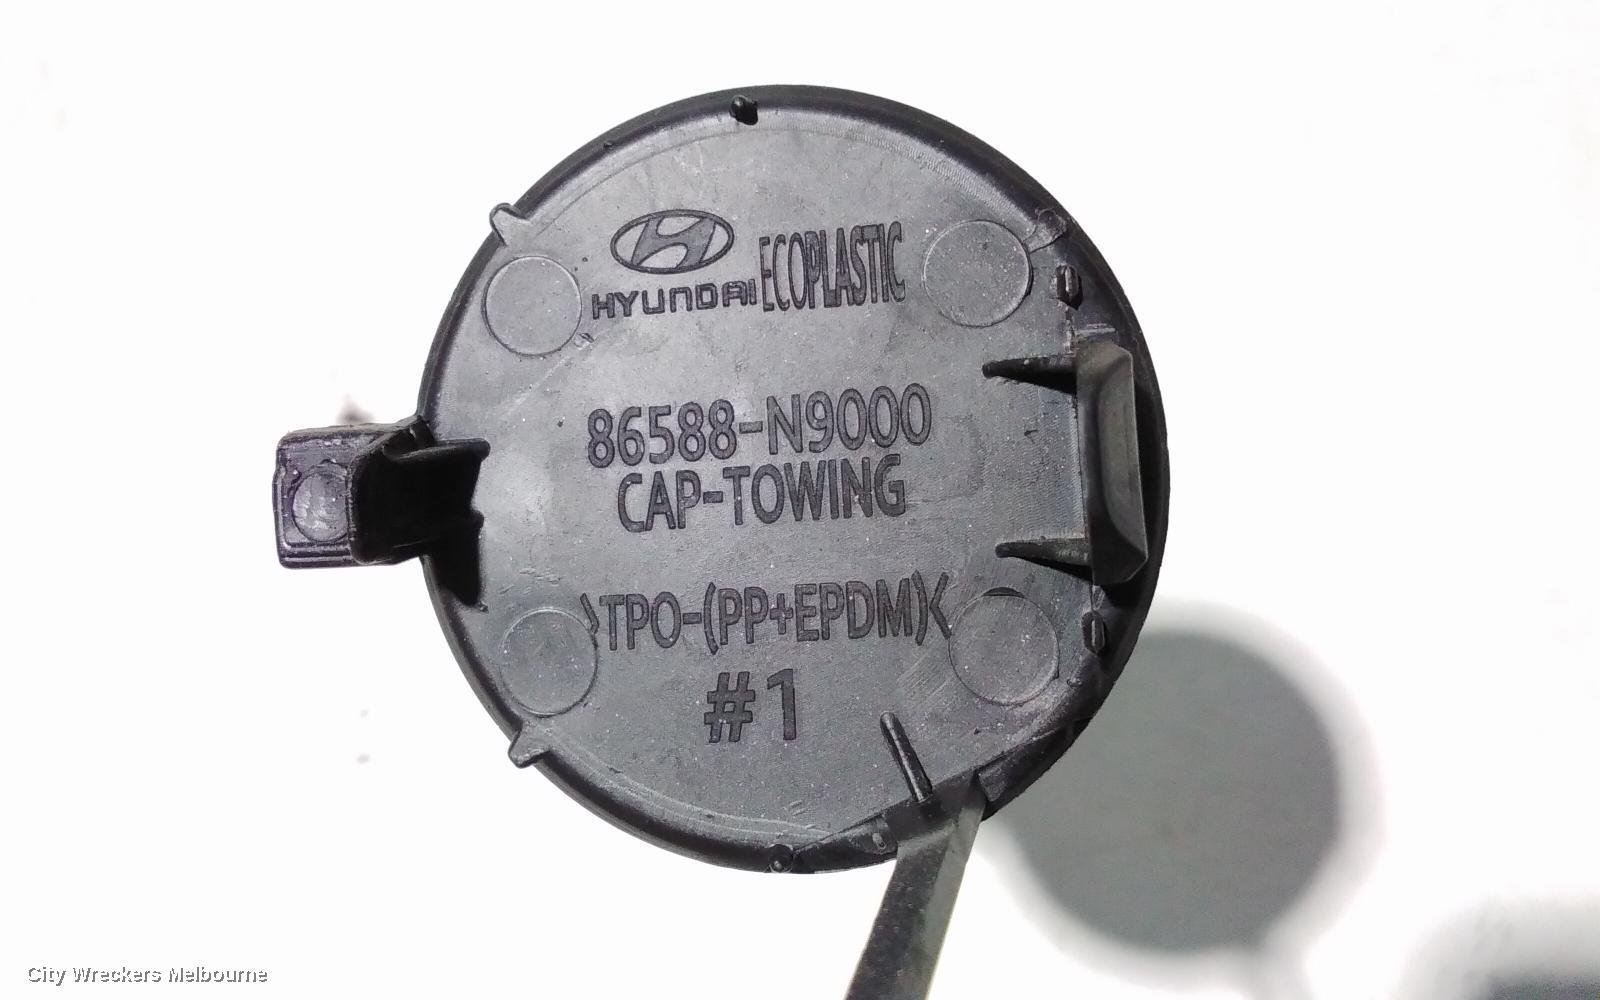 HYUNDAI ECOPLASTIC
86588-N9000
CAP-TOWING
>TPO-(PP+EPDM)<
#1
City Wreckers Melbourne